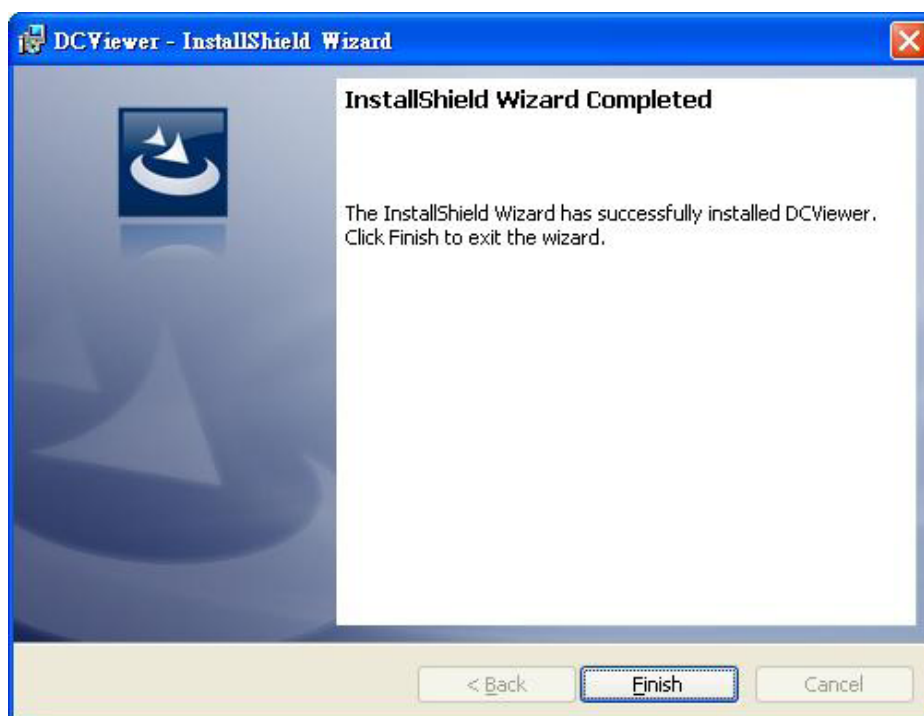 DCViewer - InstallShield Wizard
InstallShield Wizard Completed
The InstallShield Wizard has successfully installed DCViewer.
Click Finish to exit the wizard.
< Back
Finish
Cancel